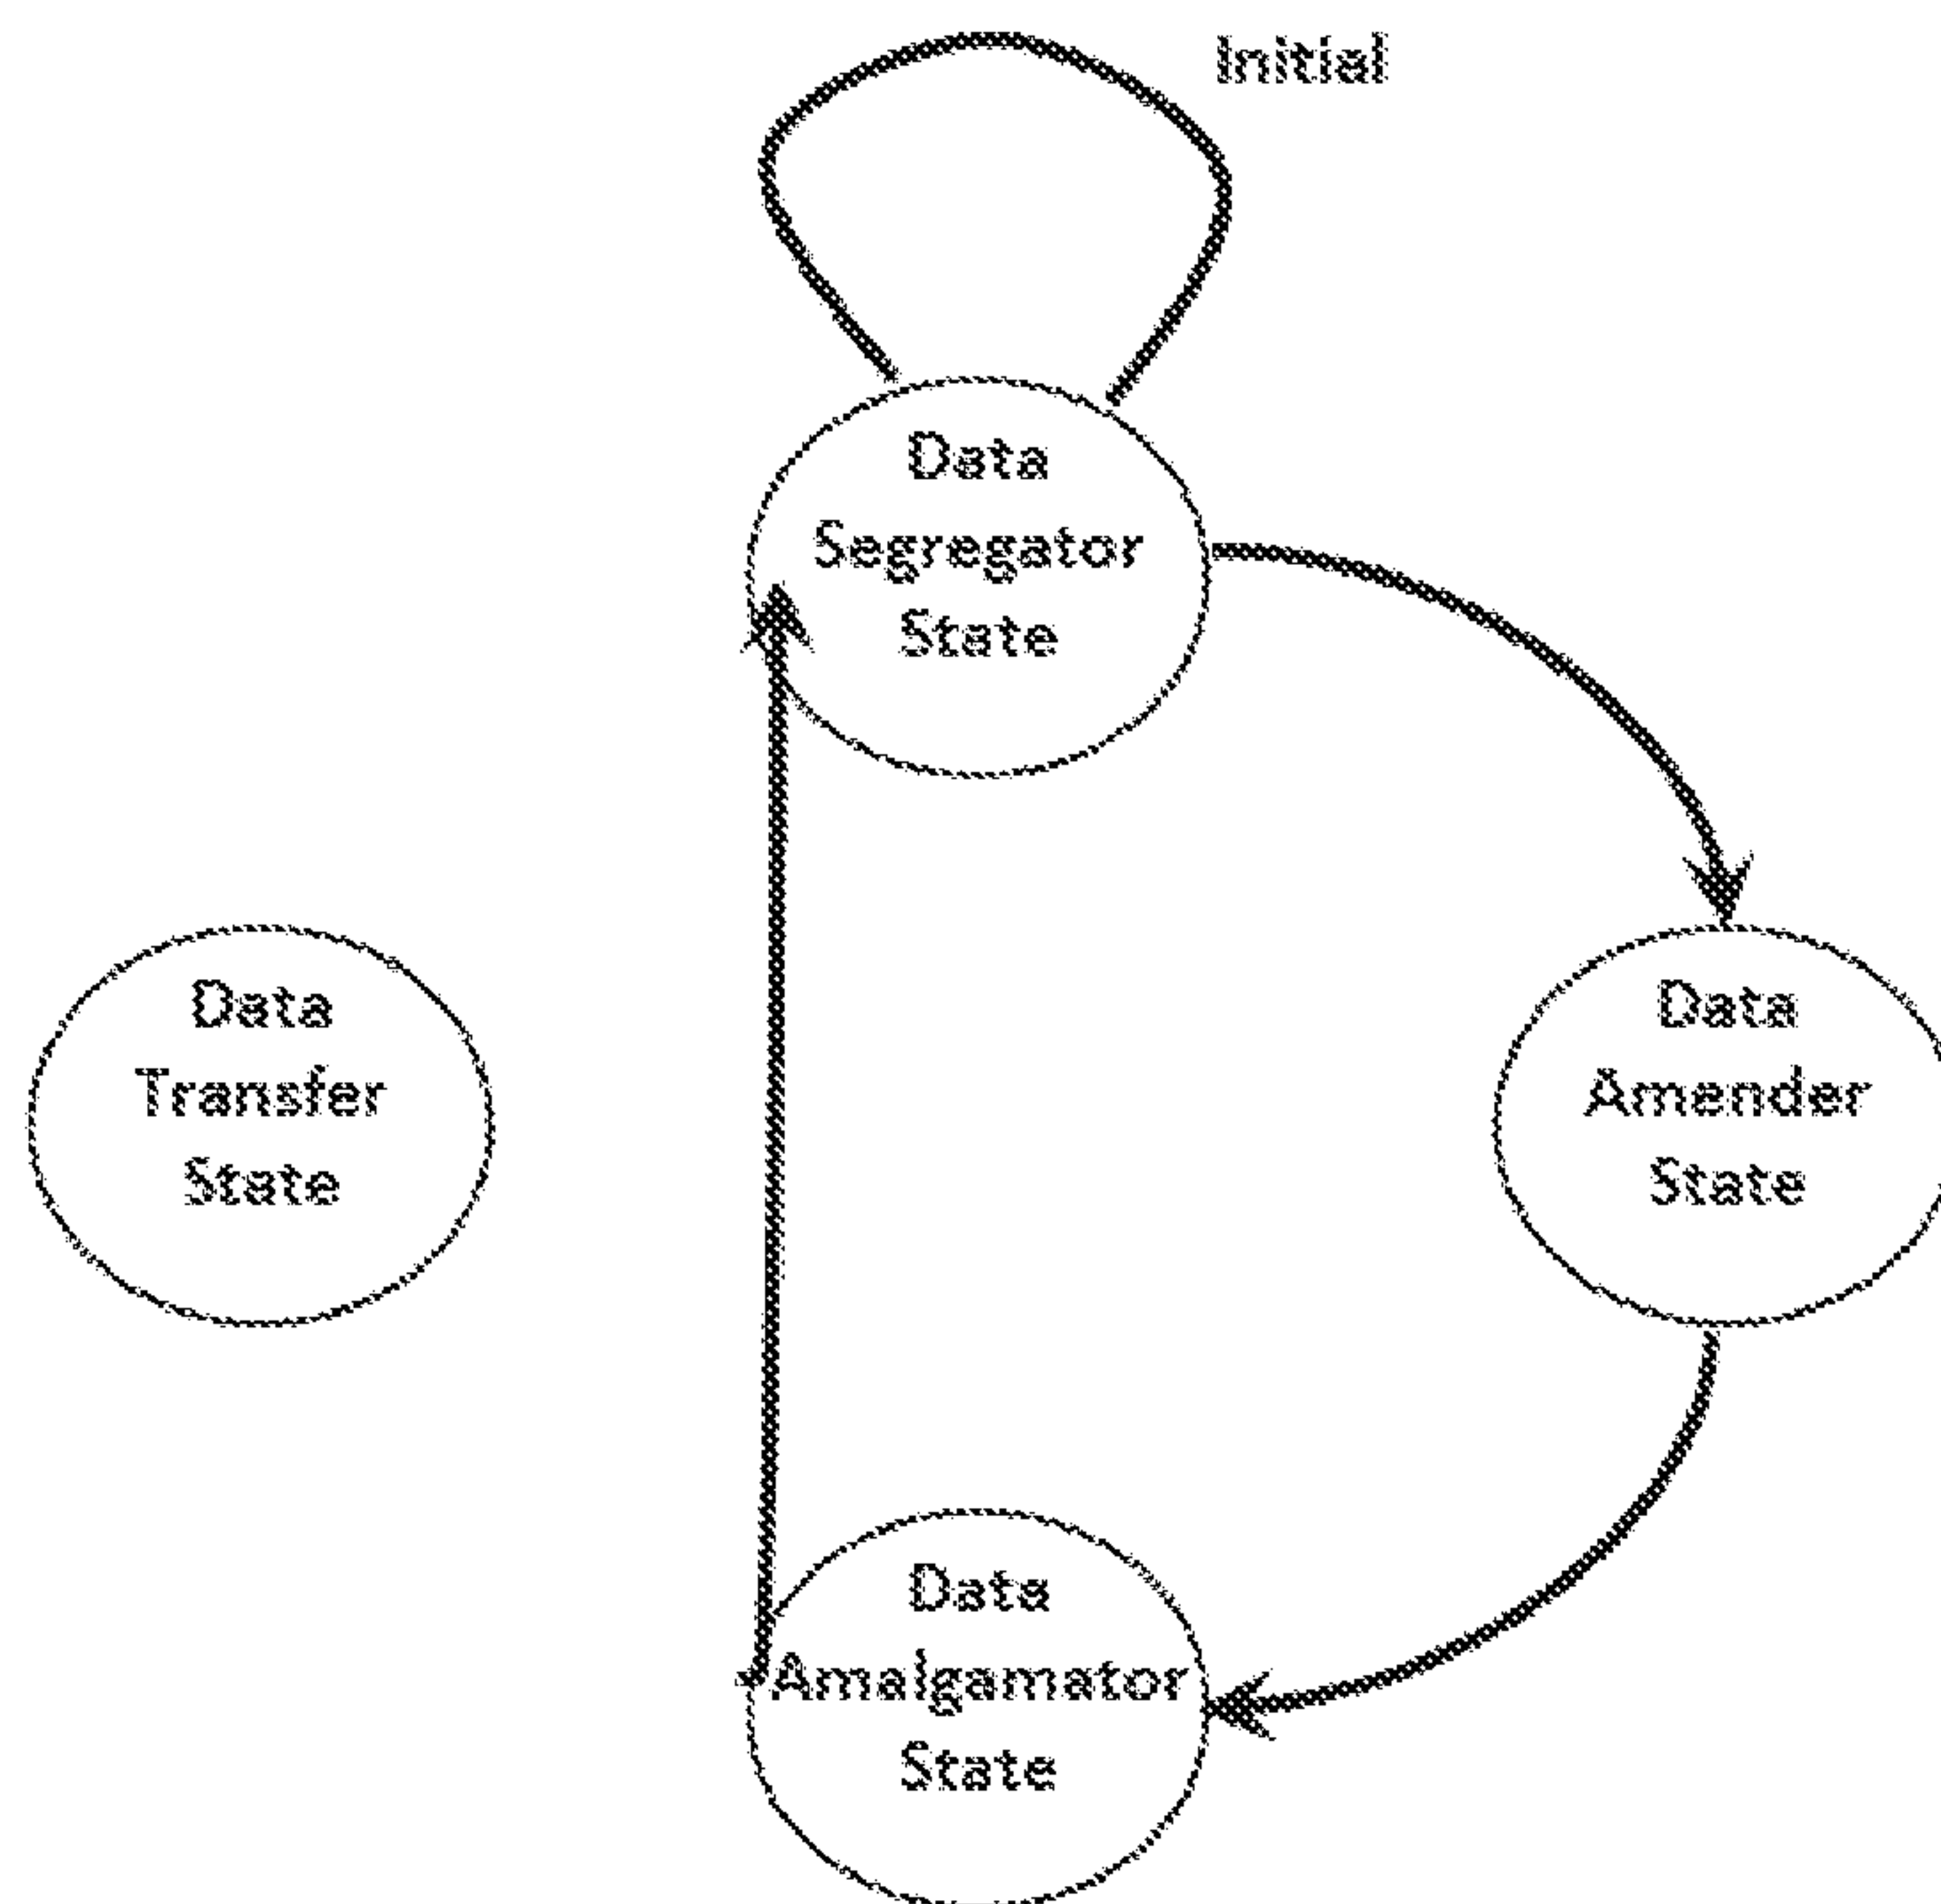 Initial
Data
Segregator
State
Data
Transfer
State
Data
Amender
State
Data
Amalgamator
State